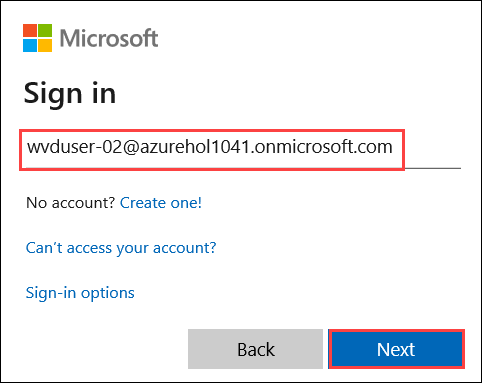 Microsoft
Sign in
wvduser-02@azurehol1041.onmicrosoft.com
No account? Create one!
Can't access your account?
Sign-in options
Back Next